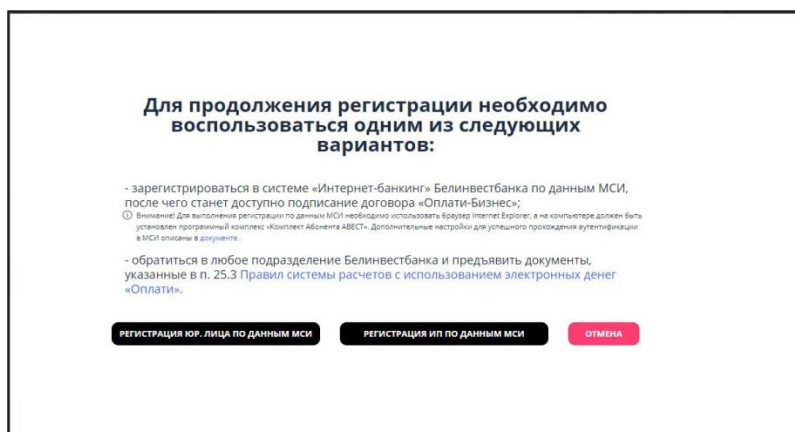 Для продолжения регистрации необходимо
воспользоваться одним из следующих
вариантов:
- зарегистрироваться в системе «Интернет-банкинг» Белинвестбанка по данным МСИ,
после чего станет доступно подписание договора «Оплати-Бизнес»;
Внимание! Для выполнения регистрации по данным МСИ необходимо использовать браузер Internet Explorer, а на компьютере должен быть
установлен программный комплекс «Комплект Абонента АВЕСТ». Дополнительные настройки для успешного прохождения аутентификации
в МСИ описаны в документе .
- обратиться в любое подразделение Белинвестбанка и предъявить документы,
указанные в п. 25.3 Правил системы расчетов с использованием электронных денег
«Оплати».
РЕГИСТРАЦИЯ ЮР. ЛИЦА ПО ДАННЫМ МСИ РЕГИСТРАЦИЯ ИП ПО ДАННЫМ МСИ ОТМЕНА